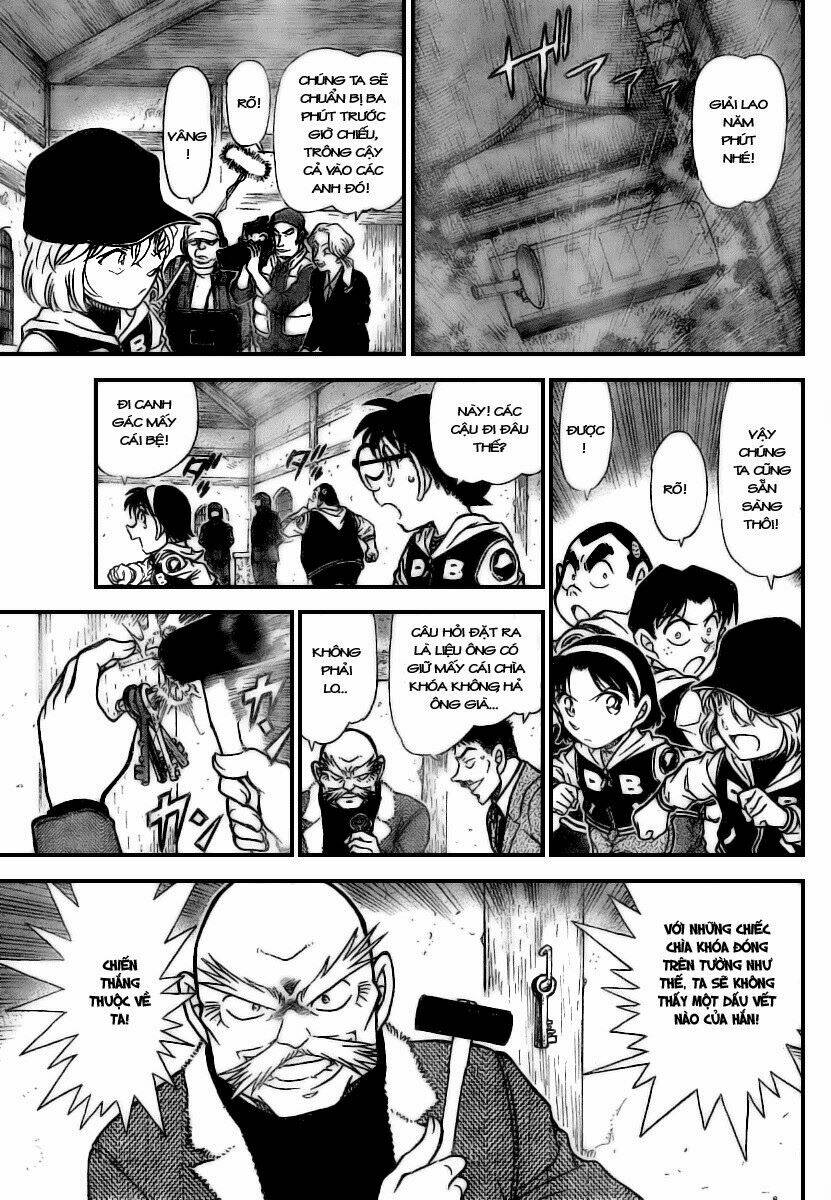 GIẢI LAO
NĂM
PHÚT
NHÉ!
CHÚNG TA SẼ
CHUẨN BỊ BA
PHÚT TRƯỚC
GIỜ CHIẾU,
TRÔNG CẬY
CẢ VÀO CÁC
ANH ĐÓ!
RÕ!
VÂNG
!
VẬY
CHÚNG
TA CŨNG
SẴN
SÀNG
THÔI!
RÕ!
ĐƯỢC
!
NÀY! CÁC
CẬU ĐI ĐÂU
THẾ?
ĐI CANH
GÁC MẤY
CÁI BỆ!
CÂU HỎI ĐẶT RA
LÀ LIỆU ÔNG CÓ
GIỮ MẤY CÁI CHÌA
KHÓA KHÔNG HẢ
ÔNG GIÀ...
KHÔNG
PHẢI
LO...
カン
カン
VỚI NHỮNG CHIẾC
CHÌA KHÓA ĐÓNG
TRÊN TƯỜNG NHƯ
THẾ, TA SẼ KHÔNG
THẤY MỘT DẤU VẾT
NÀO CỦA HẮN!
CHIẾN
THẮNG
THUỘC VỀ
TA!